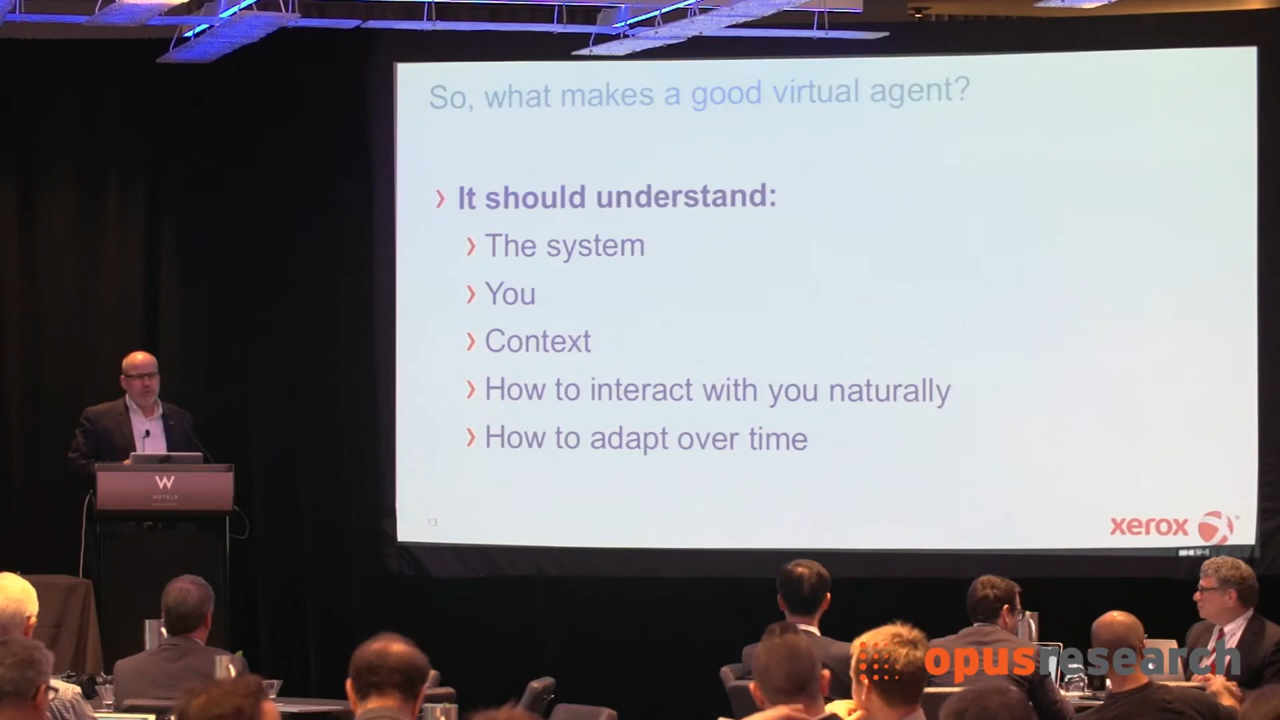 So, what makes a good virtual agent?
It should understand:
The system
You
Context
How to interact with you naturally
How to adapt over time
13
xerox
W
HOTELS
opusresearch